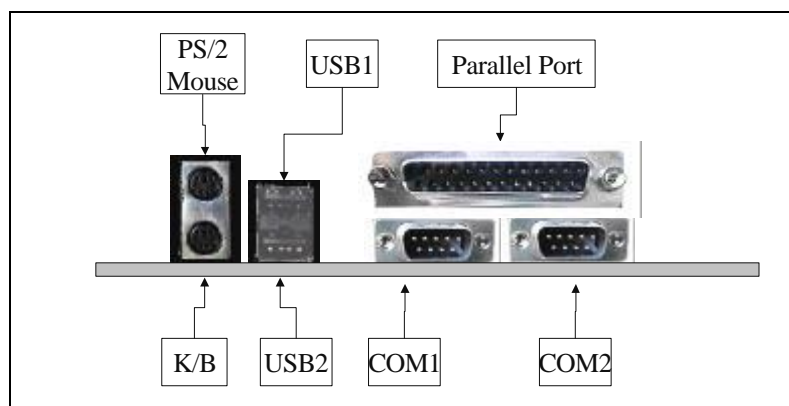 PS/2
Mouse
USB1
Parallel Port
K/B
USB2
COM1
COM2